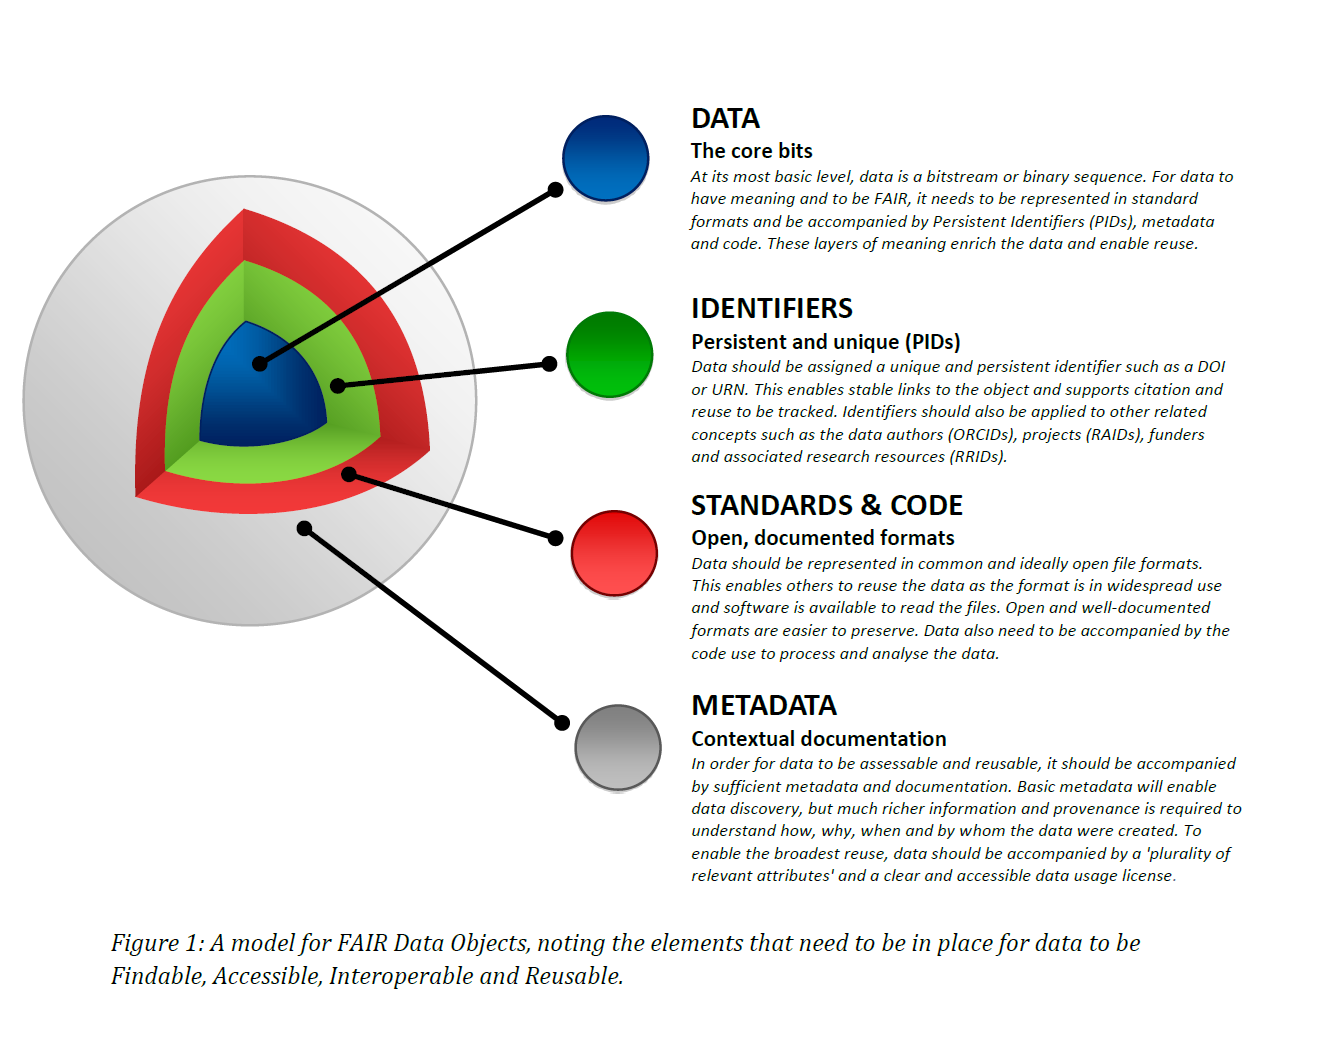 DATA
The core bits
At its most basic level, data is a bitstream or binary sequence. For data to
have meaning and to be FAIR, it needs to be represented in standard
formats and be accompanied by Persistent Identifiers (PIDs), metadata
and code. These layers of meaning enrich the data and enable reuse.
IDENTIFIERS
Persistent and unique (PIDs)
Data should be assigned a unique and persistent identifier such as a DOI
or URN. This enables stable links to the object and supports citation and
reuse to be tracked. Identifiers should also be applied to other related
concepts such as the data authors (ORCIDs), projects (RAIDs), funders
and associated research resources (RRIDs).
STANDARDS & CODE
Open, documented formats
Data should be represented in common and ideally open file formats.
This enables others to reuse the data as the format is in widespread use
and software is available to read the files. Open and well-documented
formats are easier to preserve. Data also need to be accompanied by the
code use to process and analyse the data.
METADATA
Contextual documentation
In order for data to be assessable and reusable, it should be accompanied
by sufficient metadata and documentation. Basic metadata will enable
data discovery, but much richer information and provenance is required to
understand how, why, when and by whom the data were created. To
enable the broadest reuse, data should be accompanied by a 'plurality of
relevant attributes' and a clear and accessible data usage license.
Figure 1: A model for FAIR Data Objects, noting the elements that need to be in place for data to be
Findable, Accessible, Interoperable and Reusable.